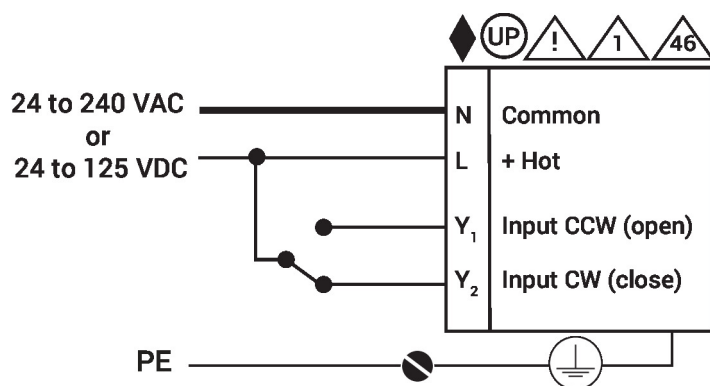 UP ! 1 46
24 to 240 VAC
or
24 to 125 VDC
N Common
L + Hot
Y₁ Input CCW (open)
Y₂ Input CW (close)
PE